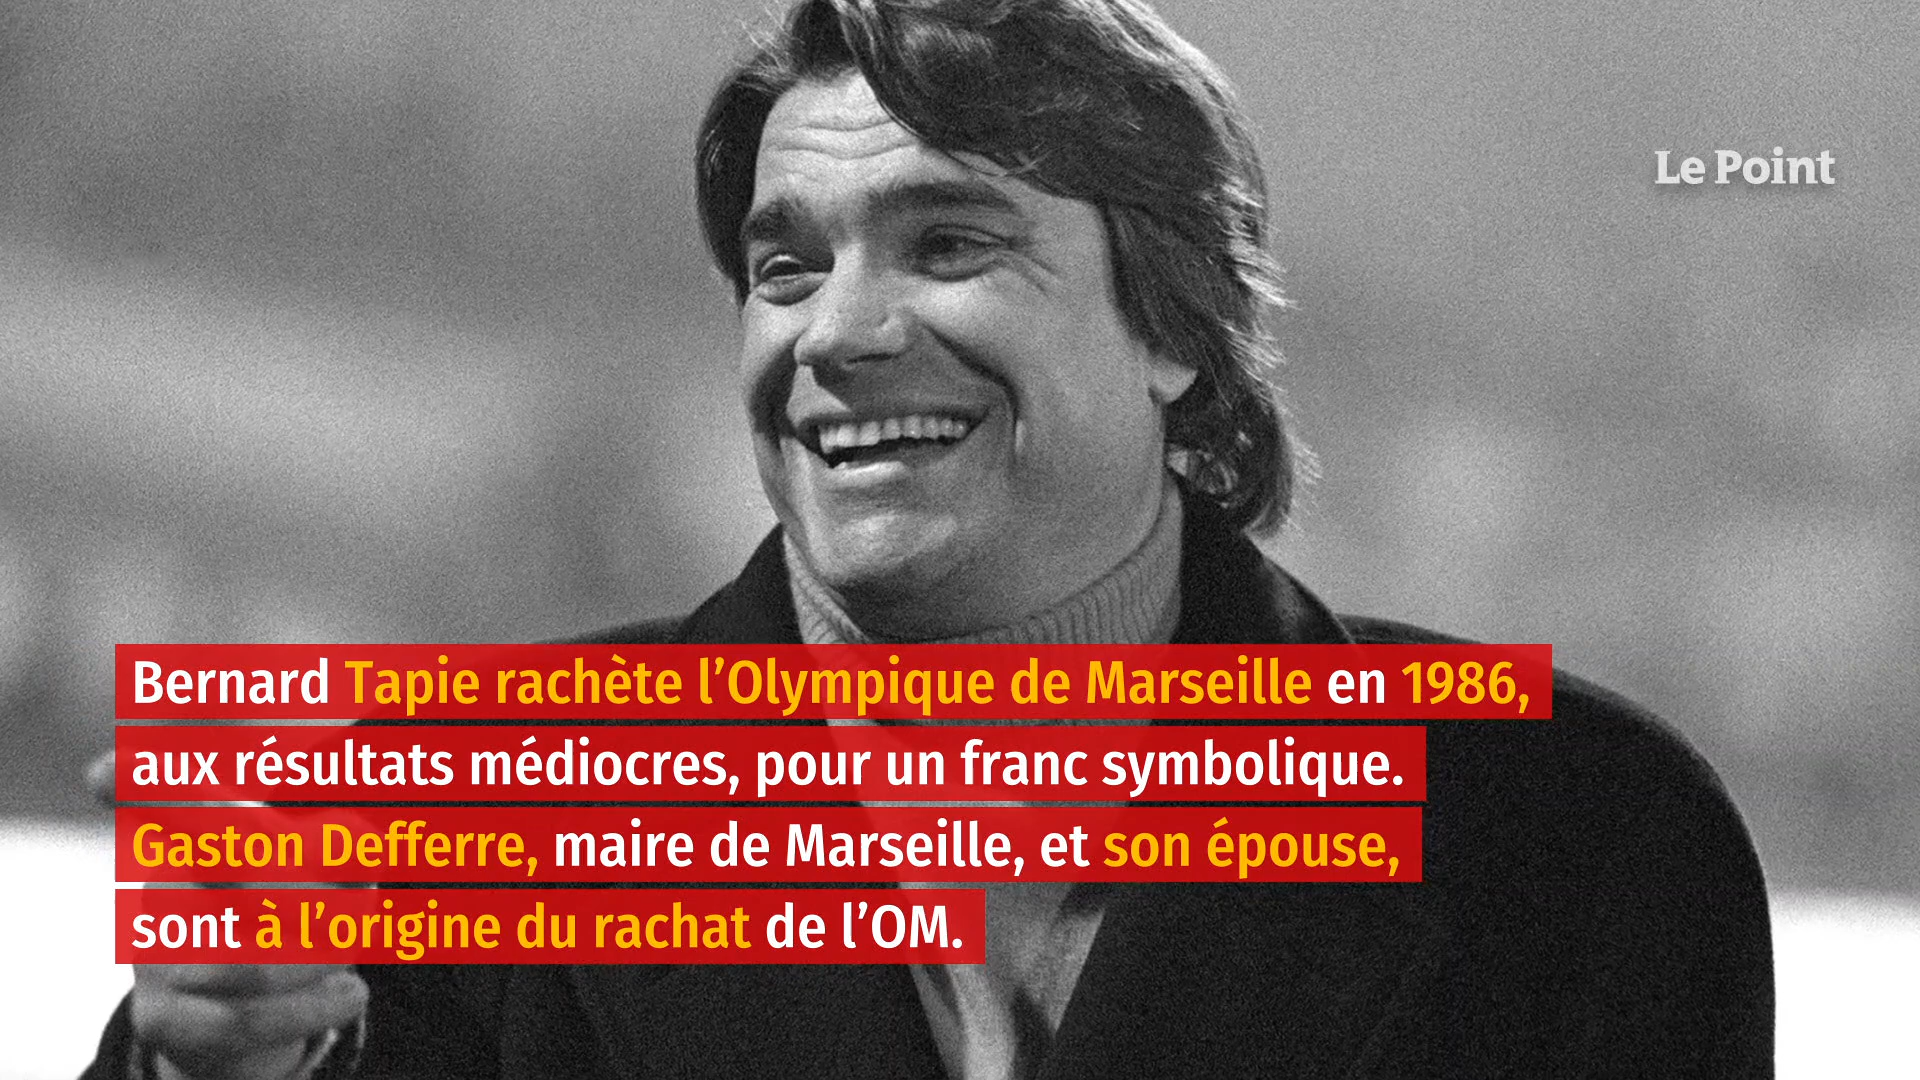 Le Point
Bernard Tapie rachète l’Olympique de Marseille en 1986,
aux résultats médiocres, pour un franc symbolique.
Gaston Defferre, maire de Marseille, et son épouse,
sont à l’origine du rachat de l’OM.